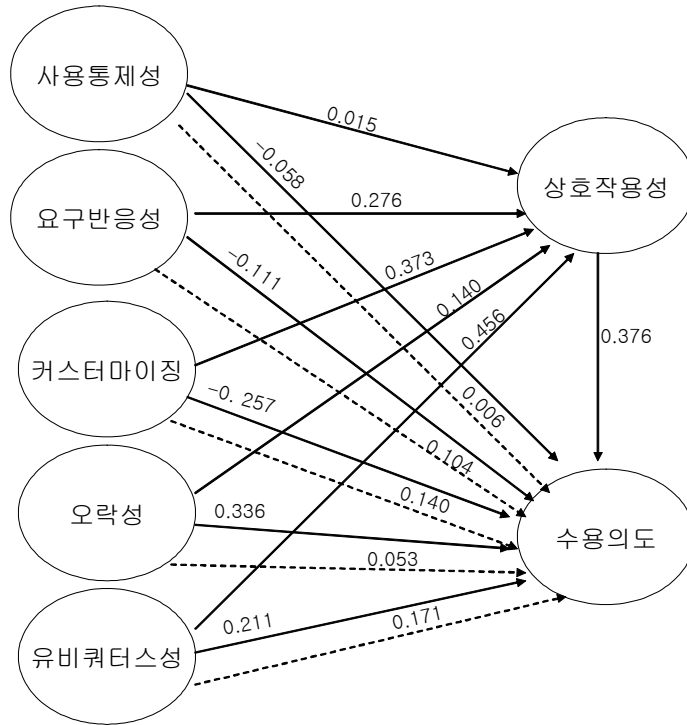 사용통제성
0.015
-0.058
상호작용성
요구반응성
0.276
-0.111
0.373
0.140
0.456
0.376
커스터마이징
-0. 257
0.006
0.104
0.140
오락성
0.336
수용의도
0.053
유비쿼터스성
0.211
0.171